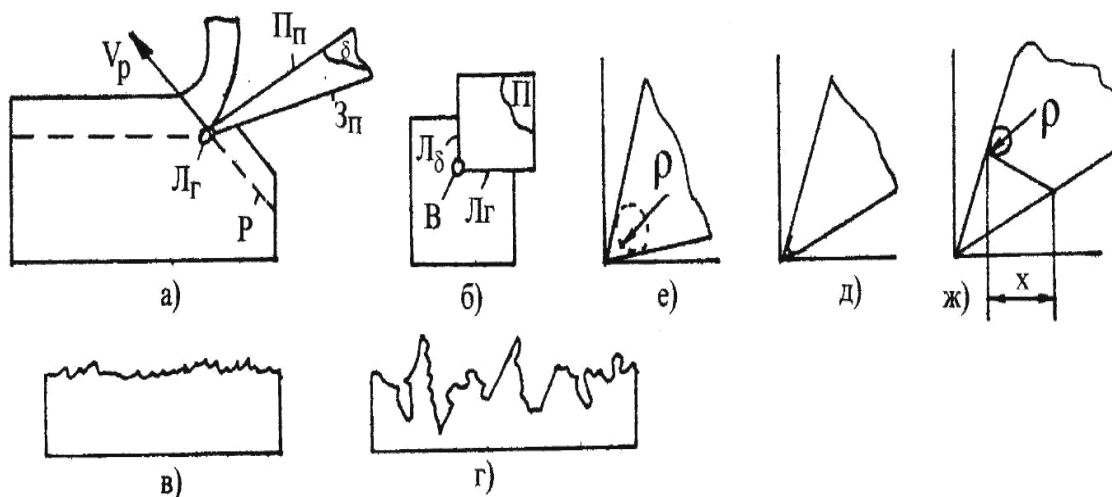 Vр
Пп
δ
Зп
Лг
Р
а)
П
Лδ
В
Лг
б)
ρ
е)
д)
ρ
х
ж)
в)
г)